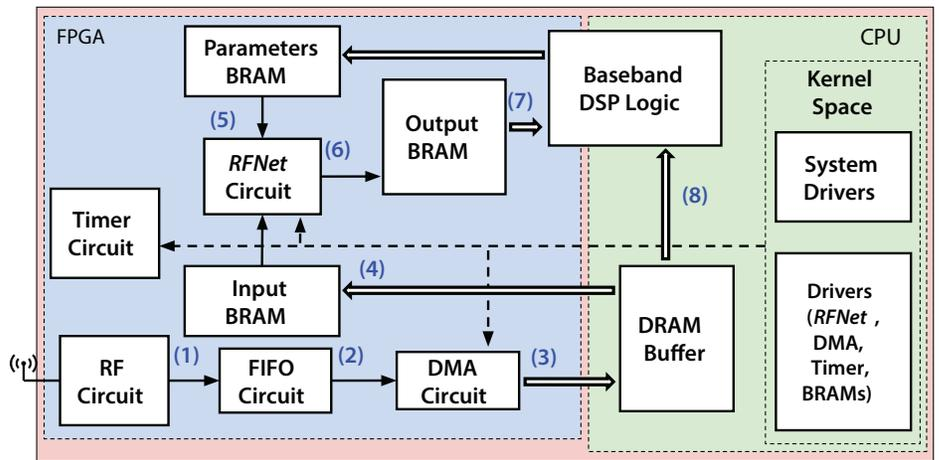 FPGA
CPU
Parameters
BRAM
Baseband
DSP Logic
Kernel
Space
(5)
(6)
(7)
Output
BRAM
RFNet
Circuit
System
Drivers
Timer
Circuit
(8)
(4)
Input
BRAM
DRAM
Buffer
Drivers
(RFNet ,
DMA,
Timer,
BRAMs)
RF
Circuit
(1)
FIFO
Circuit
(2)
DMA
Circuit
(3)